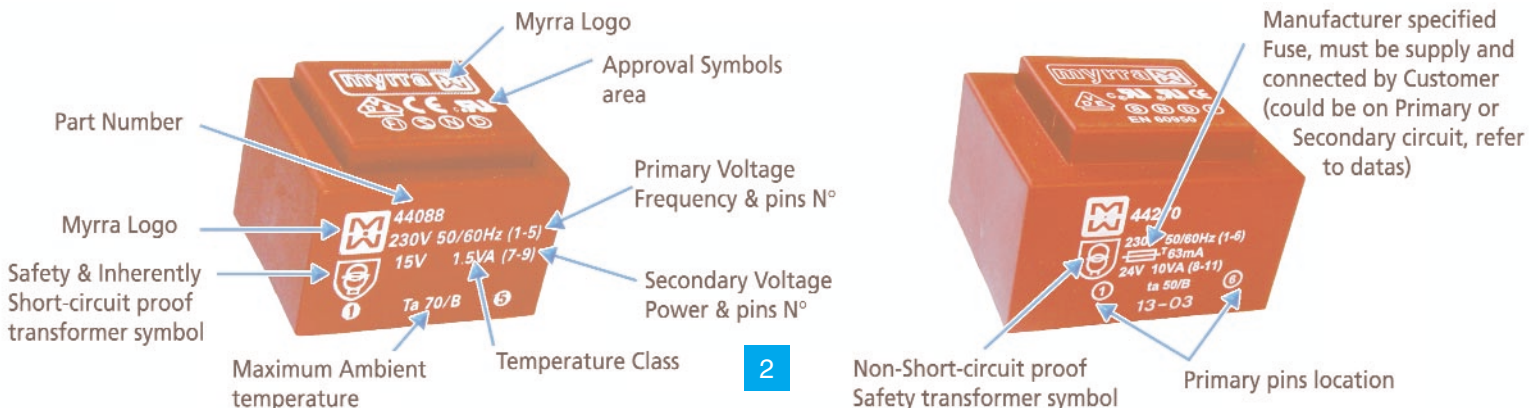 Myrra Logo
Approval Symbols
area
Part Number
Primary Voltage
Frequency & pins N°
Myrra Logo
Safety & Inherently
Short-circuit proof
transformer symbol
Secondary Voltage
Power & pins N°
Maximum Ambient
temperature
Temperature Class
myrra
VDE CE
S N D
44088
230V 50/60Hz (1-5)
15V 1.5VA (7-9)
Ta 70/B
1 5
2
Manufacturer specified
Fuse, must be supply and
connected by Customer
(could be on Primary or
Secondary circuit, refer
to datas)
myrra
CE
S N D
EN 60950
50/60Hz (1-6)
T 63mA
24V 10VA (8-11)
ta 50/B
1 6
13-03
Non-Short-circuit proof
Safety transformer symbol
Primary pins location